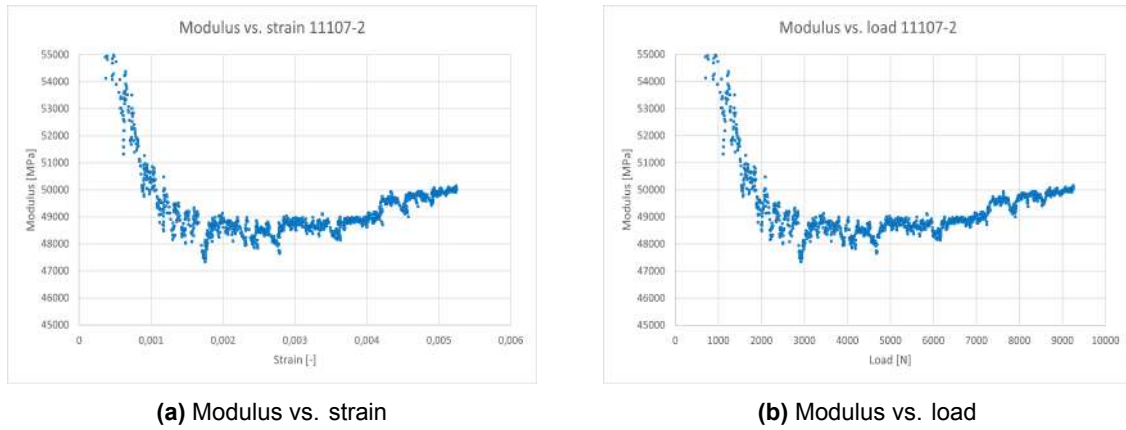 Modulus vs. strain 11107-2
55000
54000
53000
52000
51000
50000
49000
48000
47000
46000
45000
Modulus [MPa]
0 0,001 0,002 0,003 0,004 0,005 0,006
Strain [-]
(a) Modulus vs. strain
Modulus vs. load 11107-2
55000
54000
53000
52000
51000
50000
49000
48000
47000
46000
45000
Modulus [MPa]
0 1000 2000 3000 4000 5000 6000 7000 8000 9000 10000
Load [N]
(b) Modulus vs. load